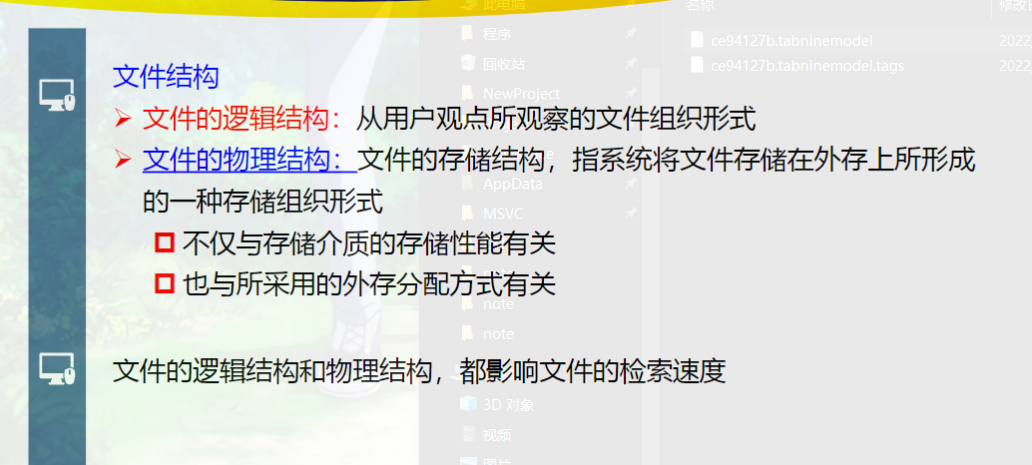 此电脑
名称
修改日
程序
ce94127b.tabninemodel
2022
回收站
ce94127b.tabninemodel.tags
2022
文件结构
NewProject
文件的逻辑结构：从用户观点所观察的文件组织形式
文件的物理结构：文件的存储结构，指系统将文件存储在外存上所形成
AppData
的一种存储组织形式
MSVC
不仅与存储介质的存储性能有关
也与所采用的外存分配方式有关
note
note
文件的逻辑结构和物理结构，都影响文件的检索速度
3D 对象
视频
图片